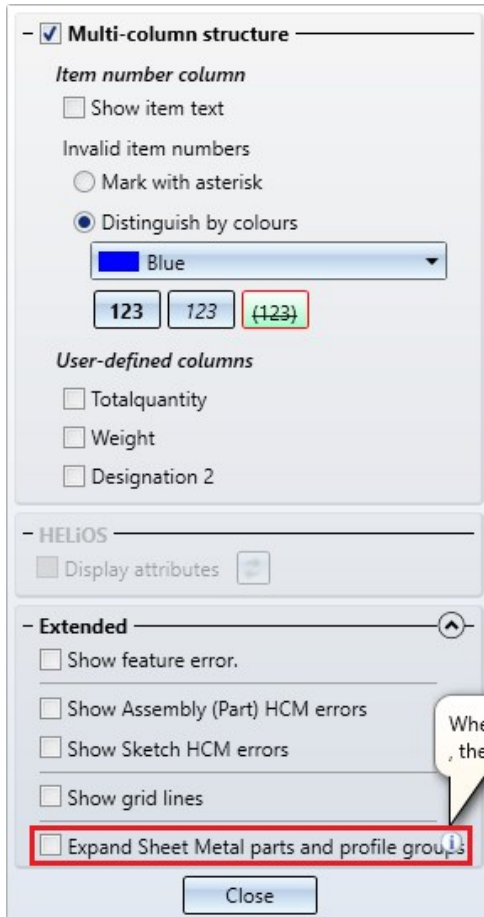 Multi-column structure
Item number column
Show item text
Invalid item numbers
Mark with asterisk
Distinguish by colours
Blue
123 123 (123)
User-defined columns
Totalquantity
Weight
Designation 2
HELiOS
Display attributes
Extended
Show feature error.
Show Assembly (Part) HCM errors
Show Sketch HCM errors
, the
Show grid lines
Expand Sheet Metal parts and profile groups
Close